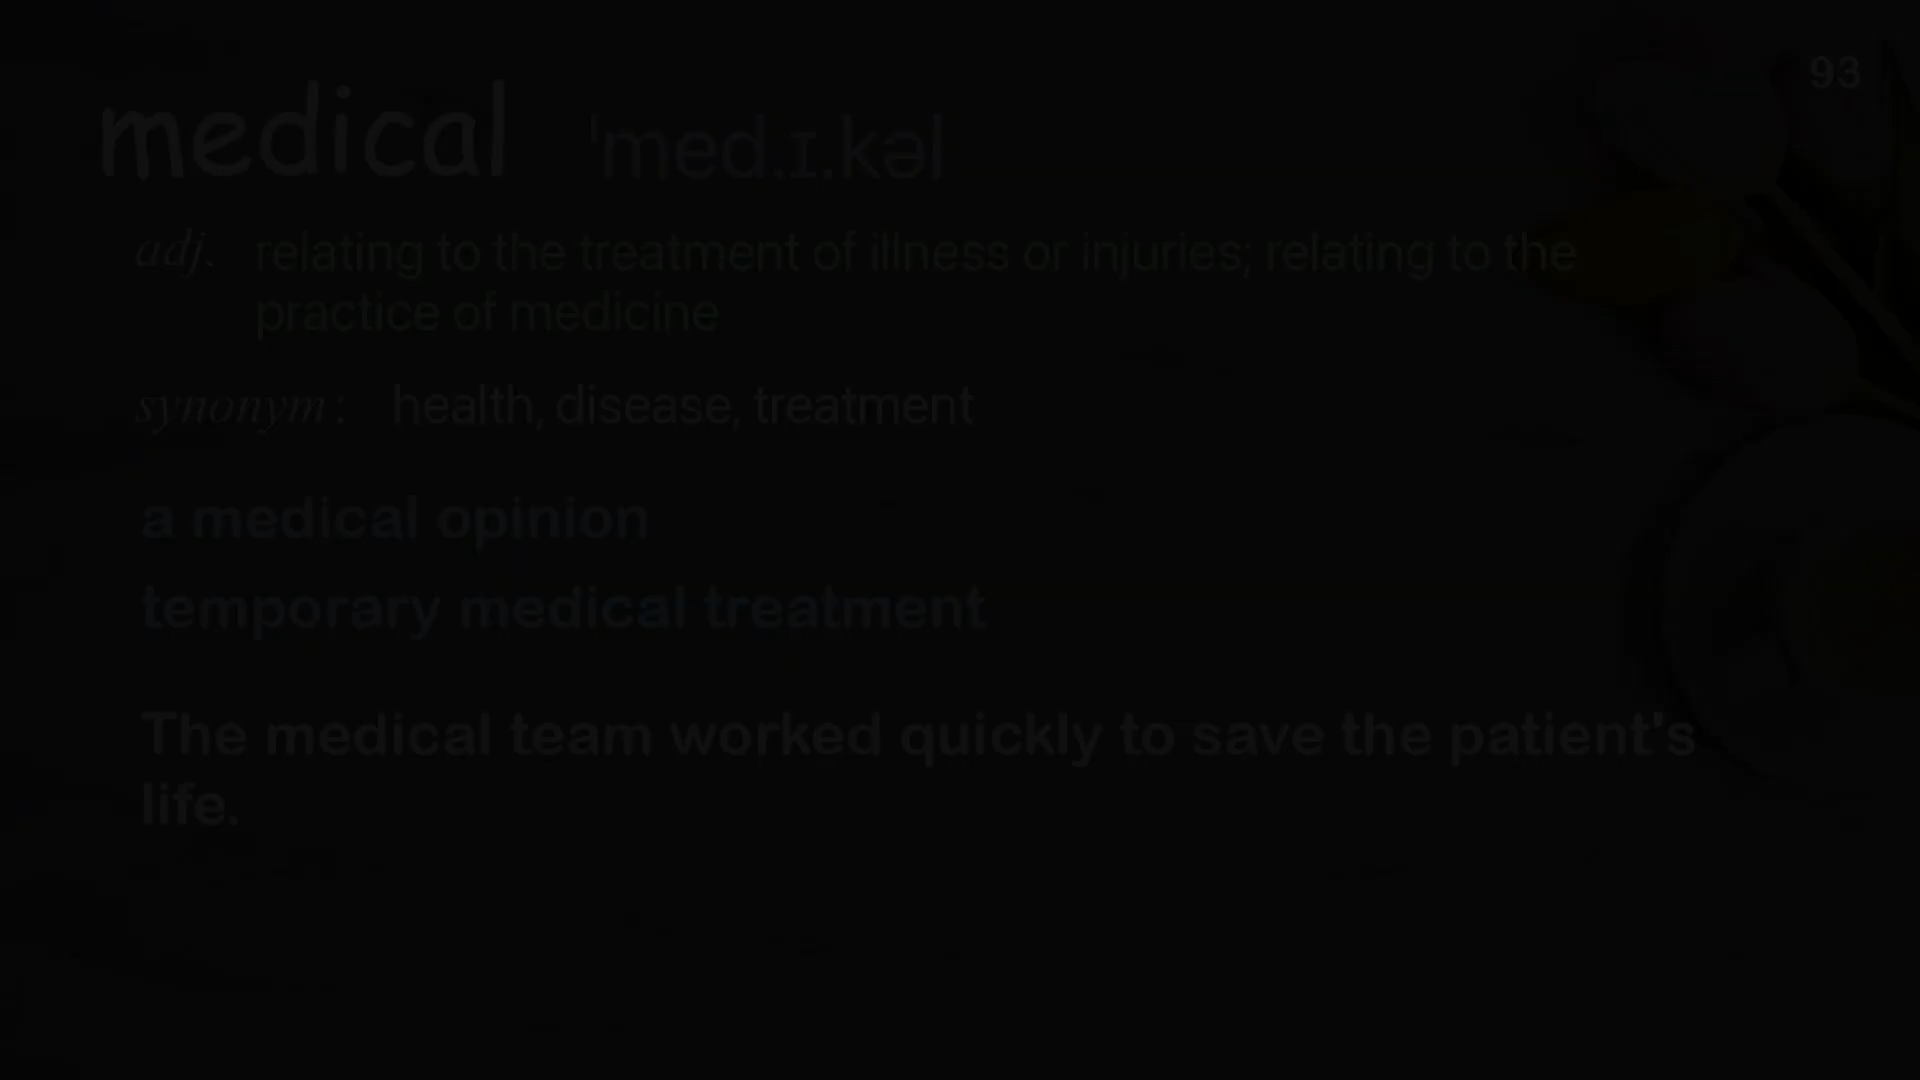 93
medical ˈmed.ɪ.kəl
adj. relating to the treatment of illness or injuries; relating to the
practice of medicine
synonym: health, disease, treatment
a medical opinion
temporary medical treatment
The medical team worked quickly to save the patient's
life.